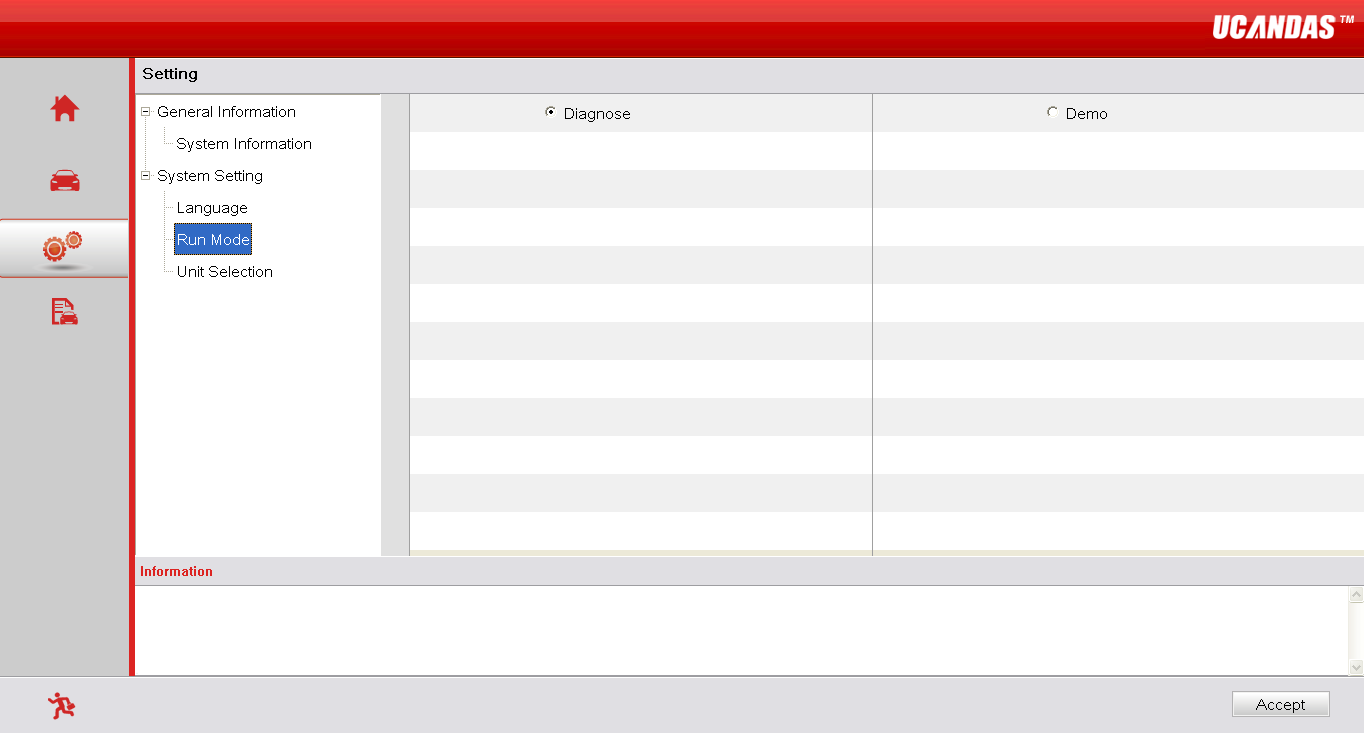 UCANDAS™
Setting
General Information
System Information
System Setting
Language
Run Mode
Unit Selection
Diagnose
Demo
Information
Accept